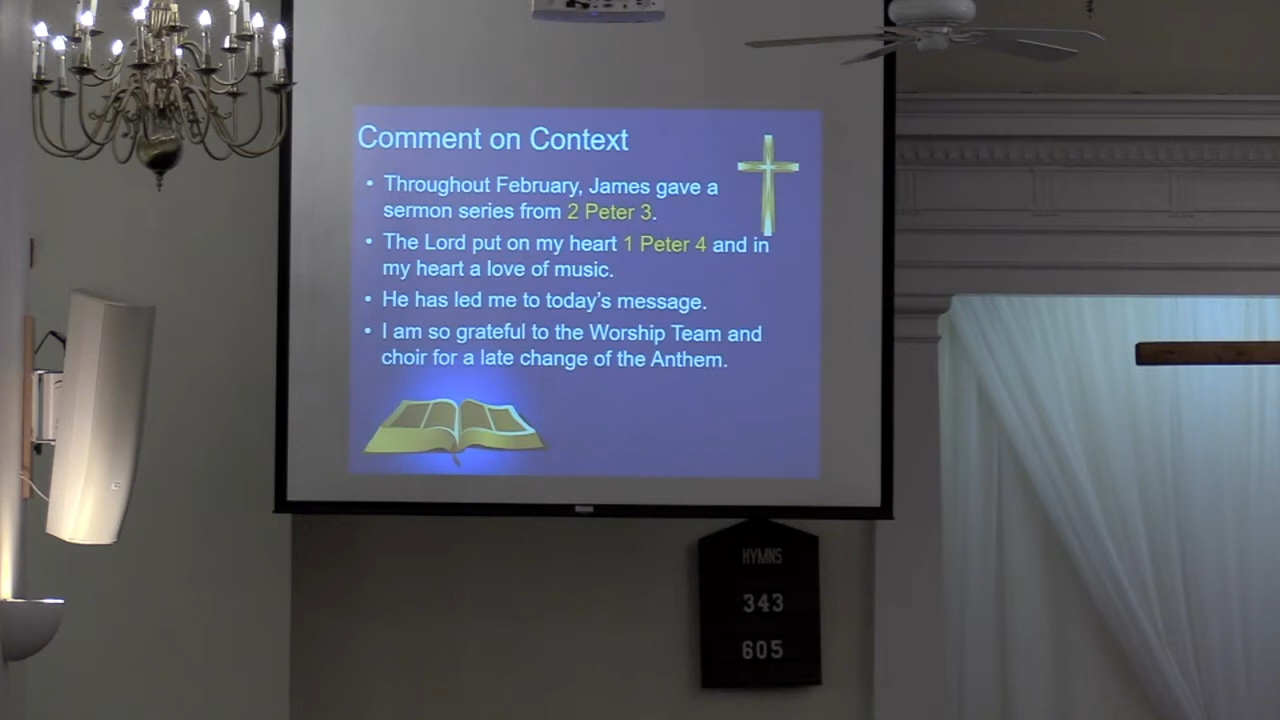 Comment on Context
• Throughout February, James gave a
sermon series from 2 Peter 3.
• The Lord put on my heart 1 Peter 4 and in
my heart a love of music.
• He has led me to today’s message.
• I am so grateful to the Worship Team and
choir for a late change of the Anthem.
HYMNS
343
605